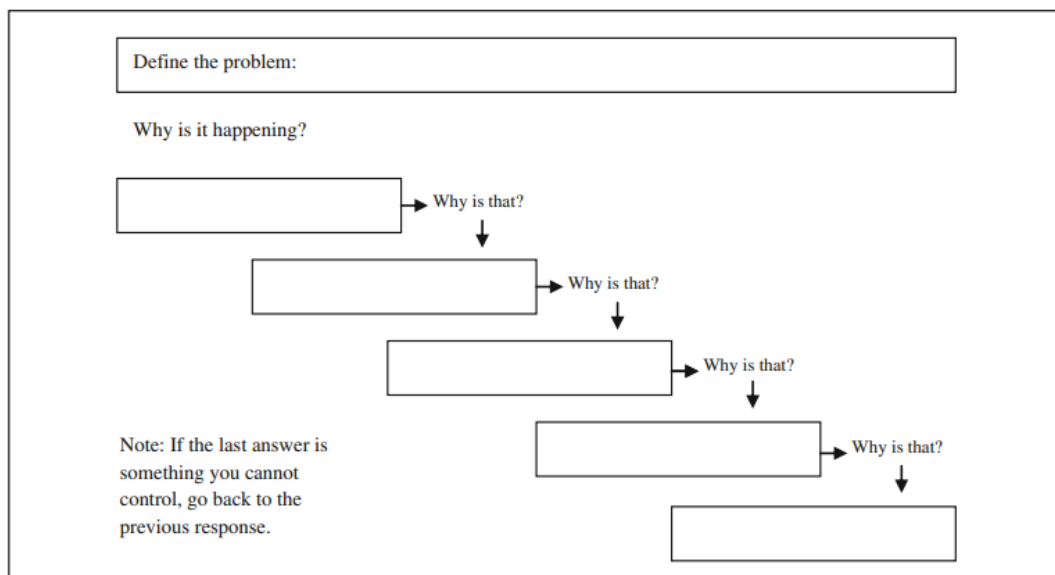 Define the problem:
Why is it happening?
Why is that?
Why is that?
Why is that?
Why is that?
Note: If the last answer is
something you cannot
control, go back to the
previous response.